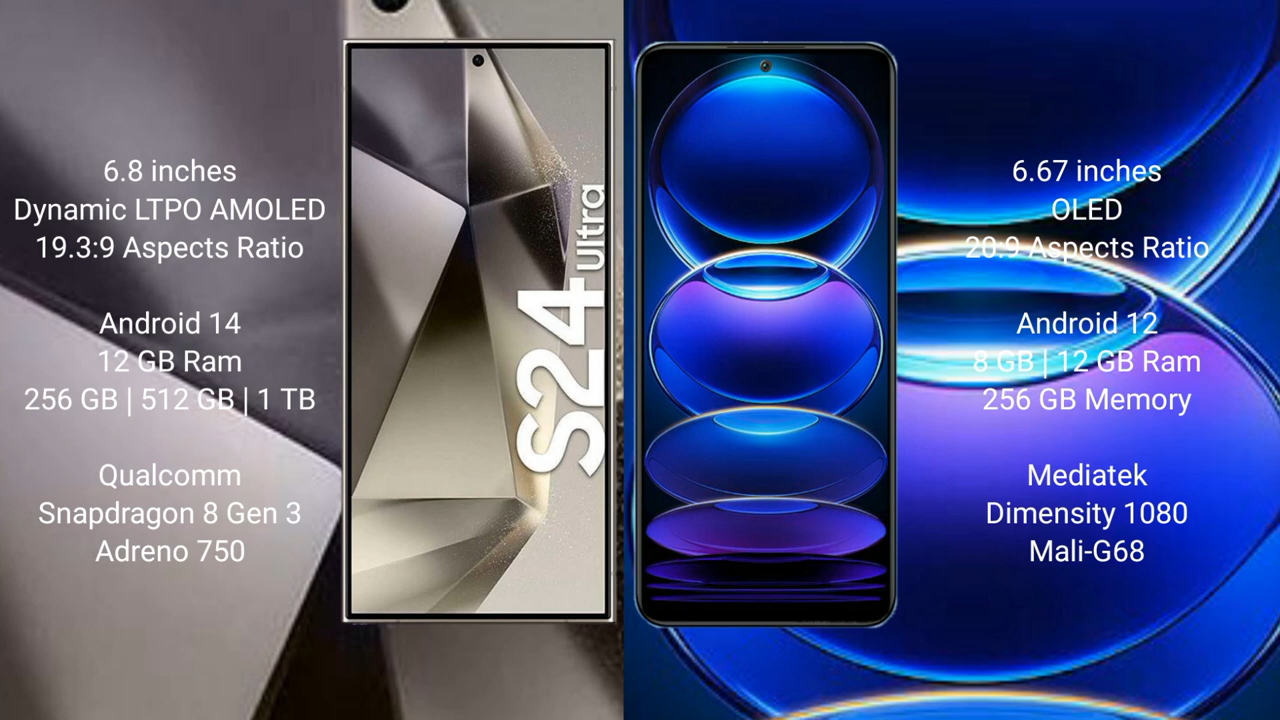 6.8 inches
Dynamic LTPO AMOLED
19.3:9 Aspects Ratio
Android 14
12 GB Ram
256 GB | 512 GB | 1 TB
Qualcomm
Snapdragon 8 Gen 3
Adreno 750
S24 Ultra
6.67 inches
OLED
20:9 Aspects Ratio
Android 12
8 GB | 12 GB Ram
256 GB Memory
Mediatek
Dimensity 1080
Mali-G68